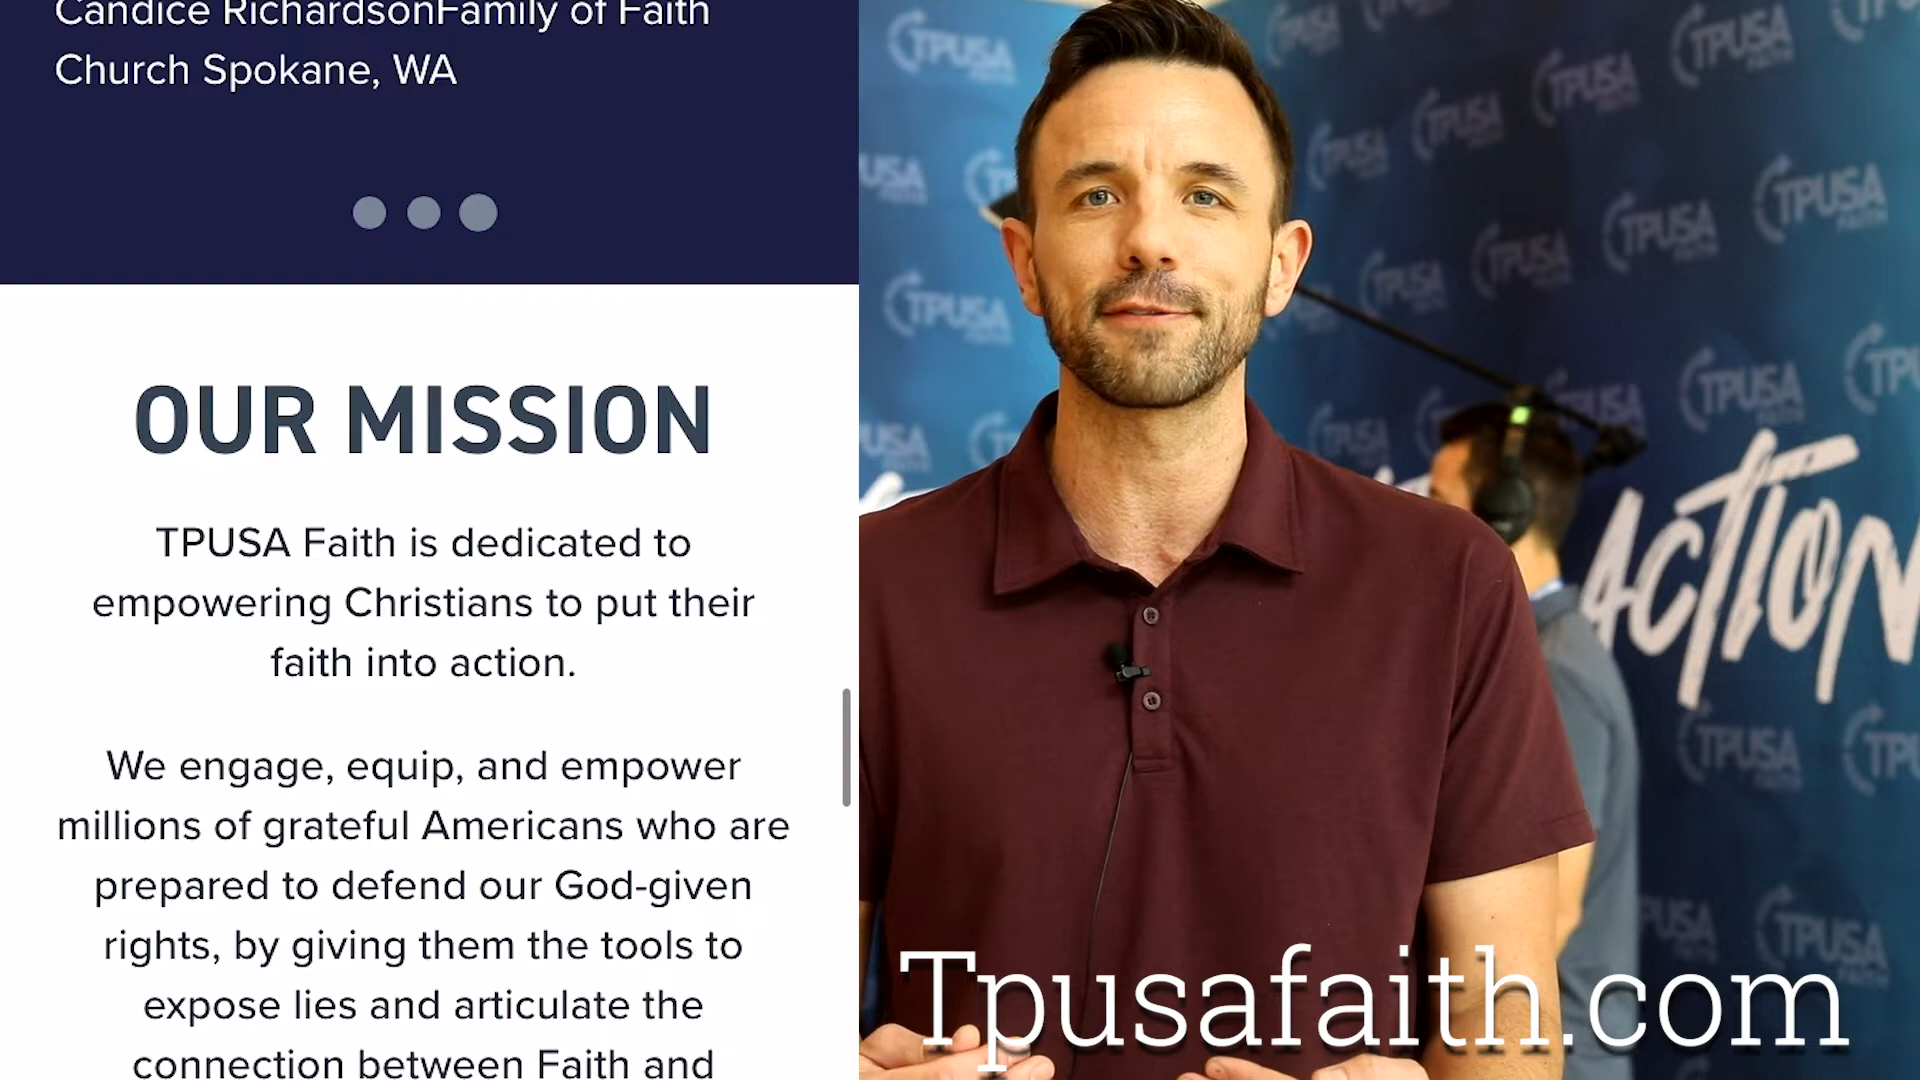 Candice RichardsonFamily of Faith
Church Spokane, WA
OUR MISSION
TPUSA Faith is dedicated to
empowering Christians to put their
faith into action.
We engage, equip, and empower
millions of grateful Americans who are
prepared to defend our God-given
rights, by giving them the tools to
expose lies and articulate the
connection between Faith and
TPUSA
FAITH
ACTION
Tpusafaith.com